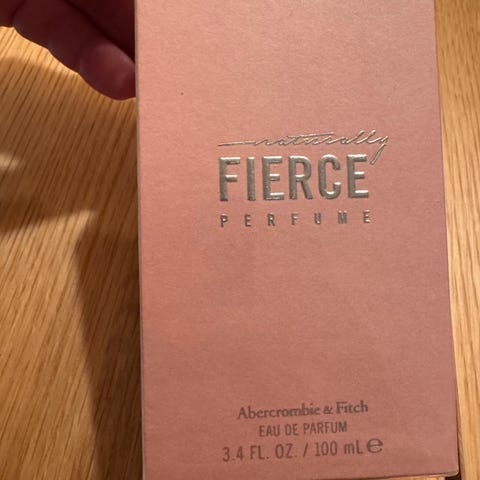 naturally
FIERCE
PERFUME
Abercrombie & Fitch
EAU DE PARFUM
3.4 FL. OZ. / 100 mL ℮